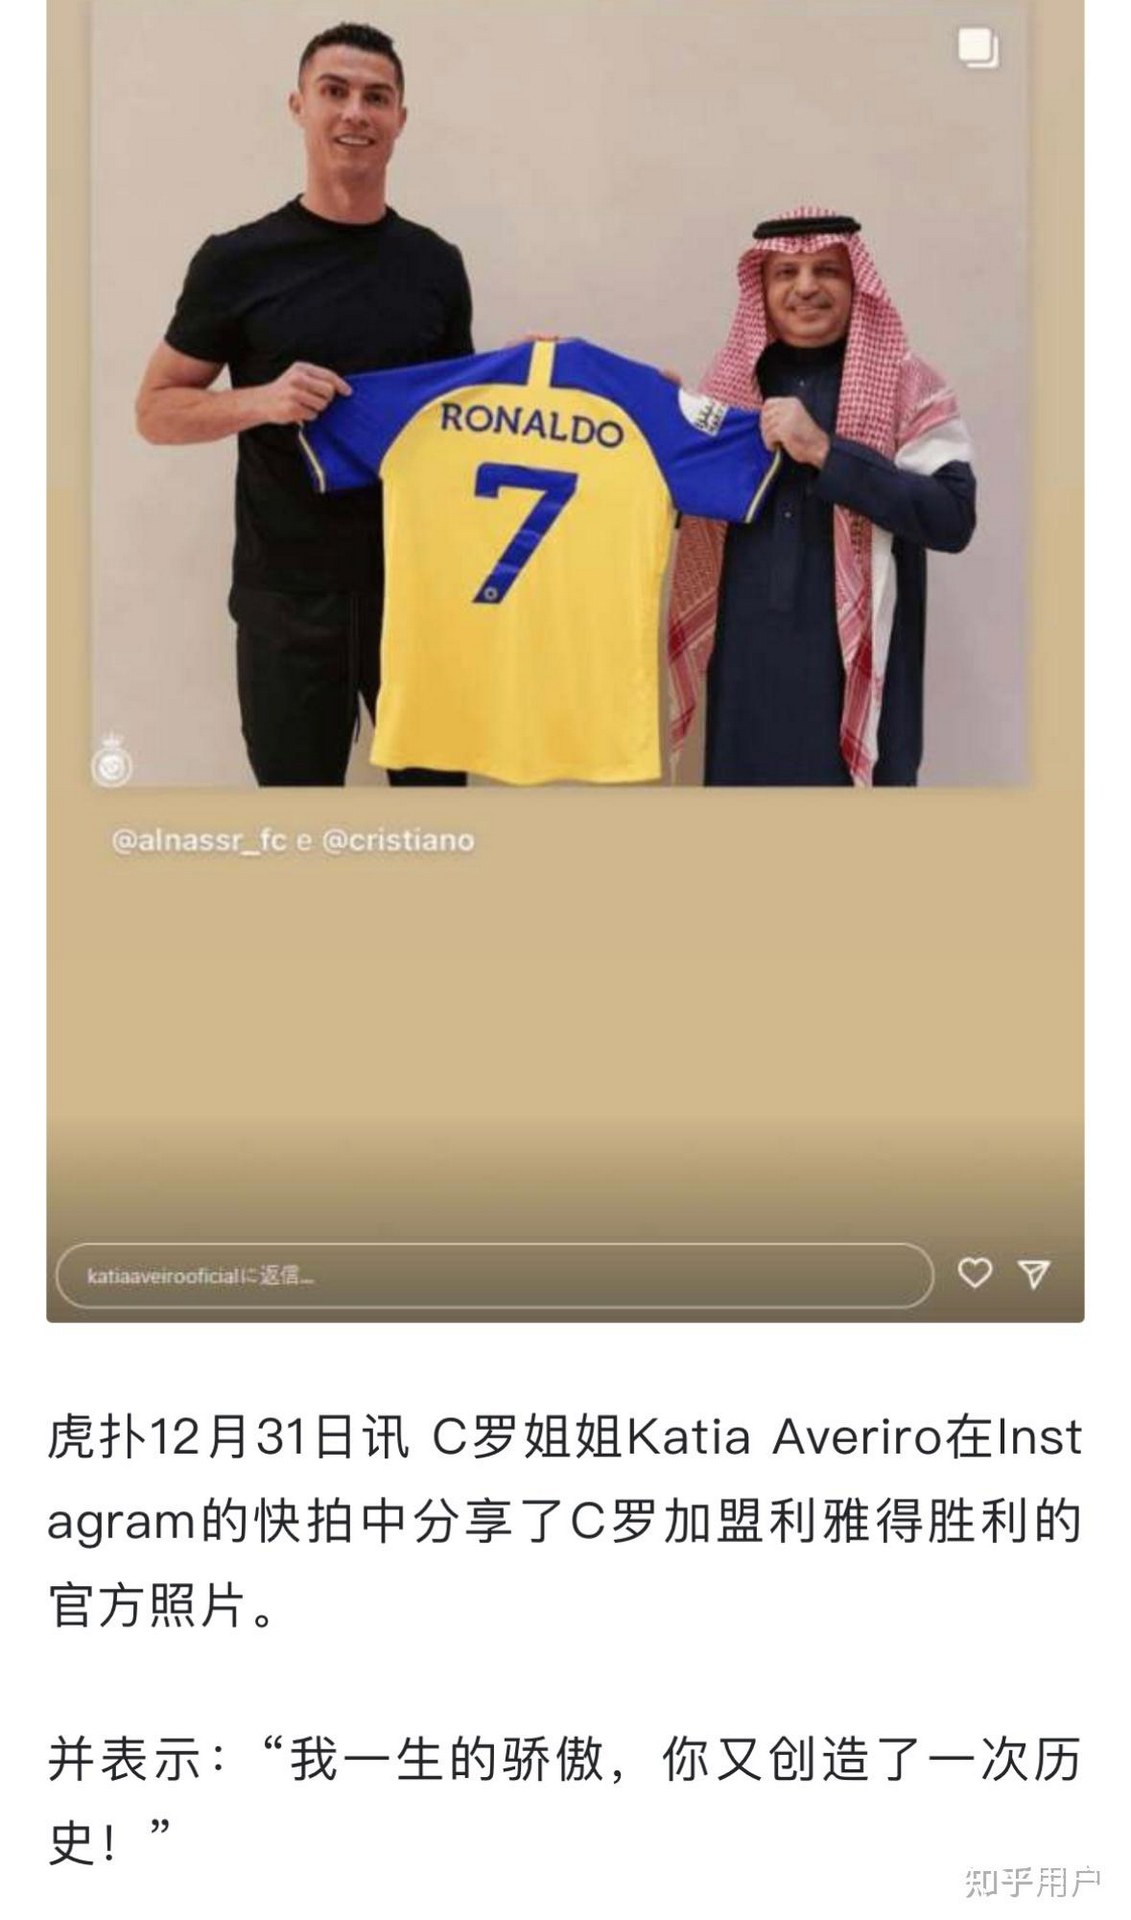 RONALDO
7
@alnassr_fc e @cristiano
katiaaveirooficialに返信...
虎扑12月31日讯 C罗姐姐Katia Averiro在Inst
agram的快拍中分享了C罗加盟利雅得胜利的
官方照片。
并表示：“我一生的骄傲，你又创造了一次历
史！”
知乎用户